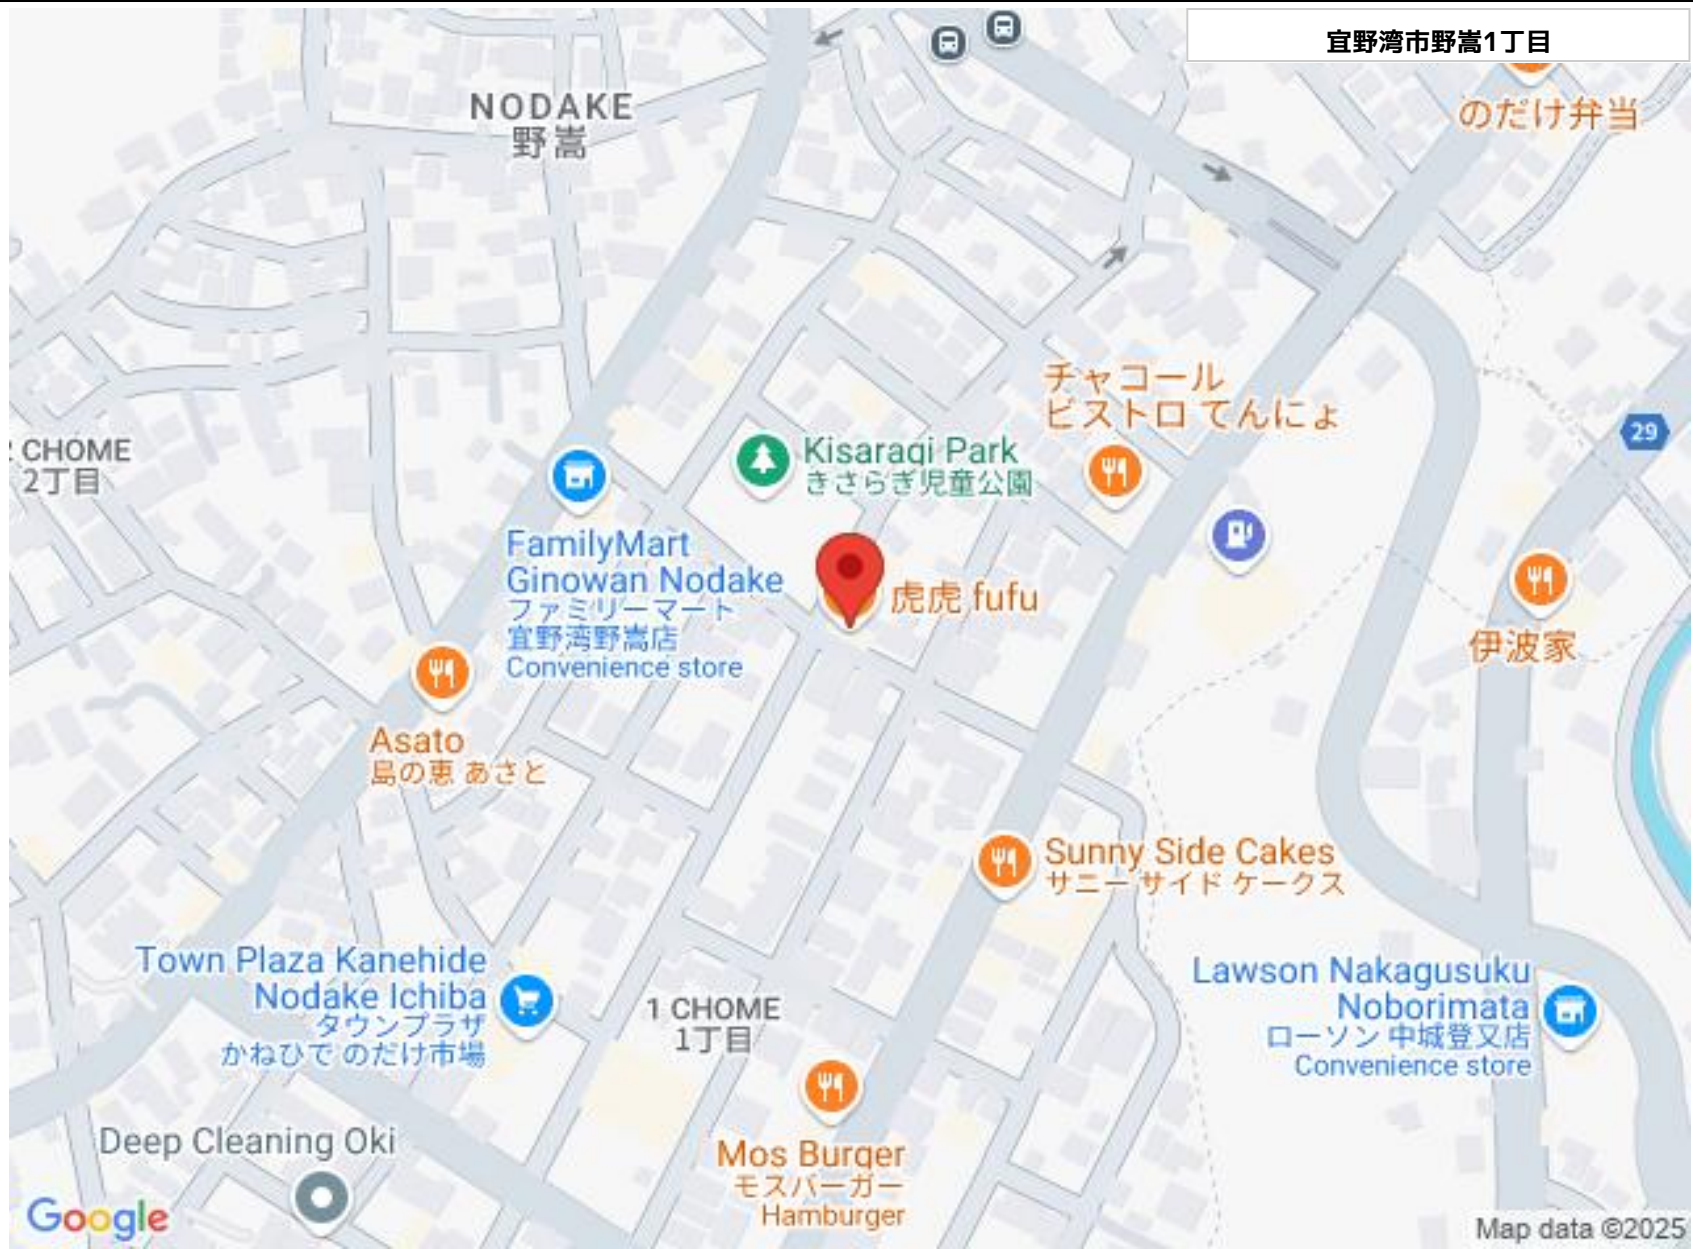 宜野湾市野嵩1丁目
のだけ弁当
NODAKE
野嵩
チャコール
ビストロ てんにょ
29
CHOME
2丁目
Kisaragi Park
きさらぎ児童公園
FamilyMart
Ginowan Nodake
ファミリーマート
宜野湾野嵩店
Convenience store
虎虎 fufu
伊波家
Asato
島の恵 あさと
Sunny Side Cakes
サニー サイド ケークス
Town Plaza Kanehide
Nodake Ichiba
タウンプラザ
かねひで のだけ市場
1 CHOME
1丁目
Lawson Nakagusuku
Noborimata
ローソン 中城登又店
Convenience store
Deep Cleaning Oki
Mos Burger
モスバーガー
Hamburger
Google
Map data ©2025